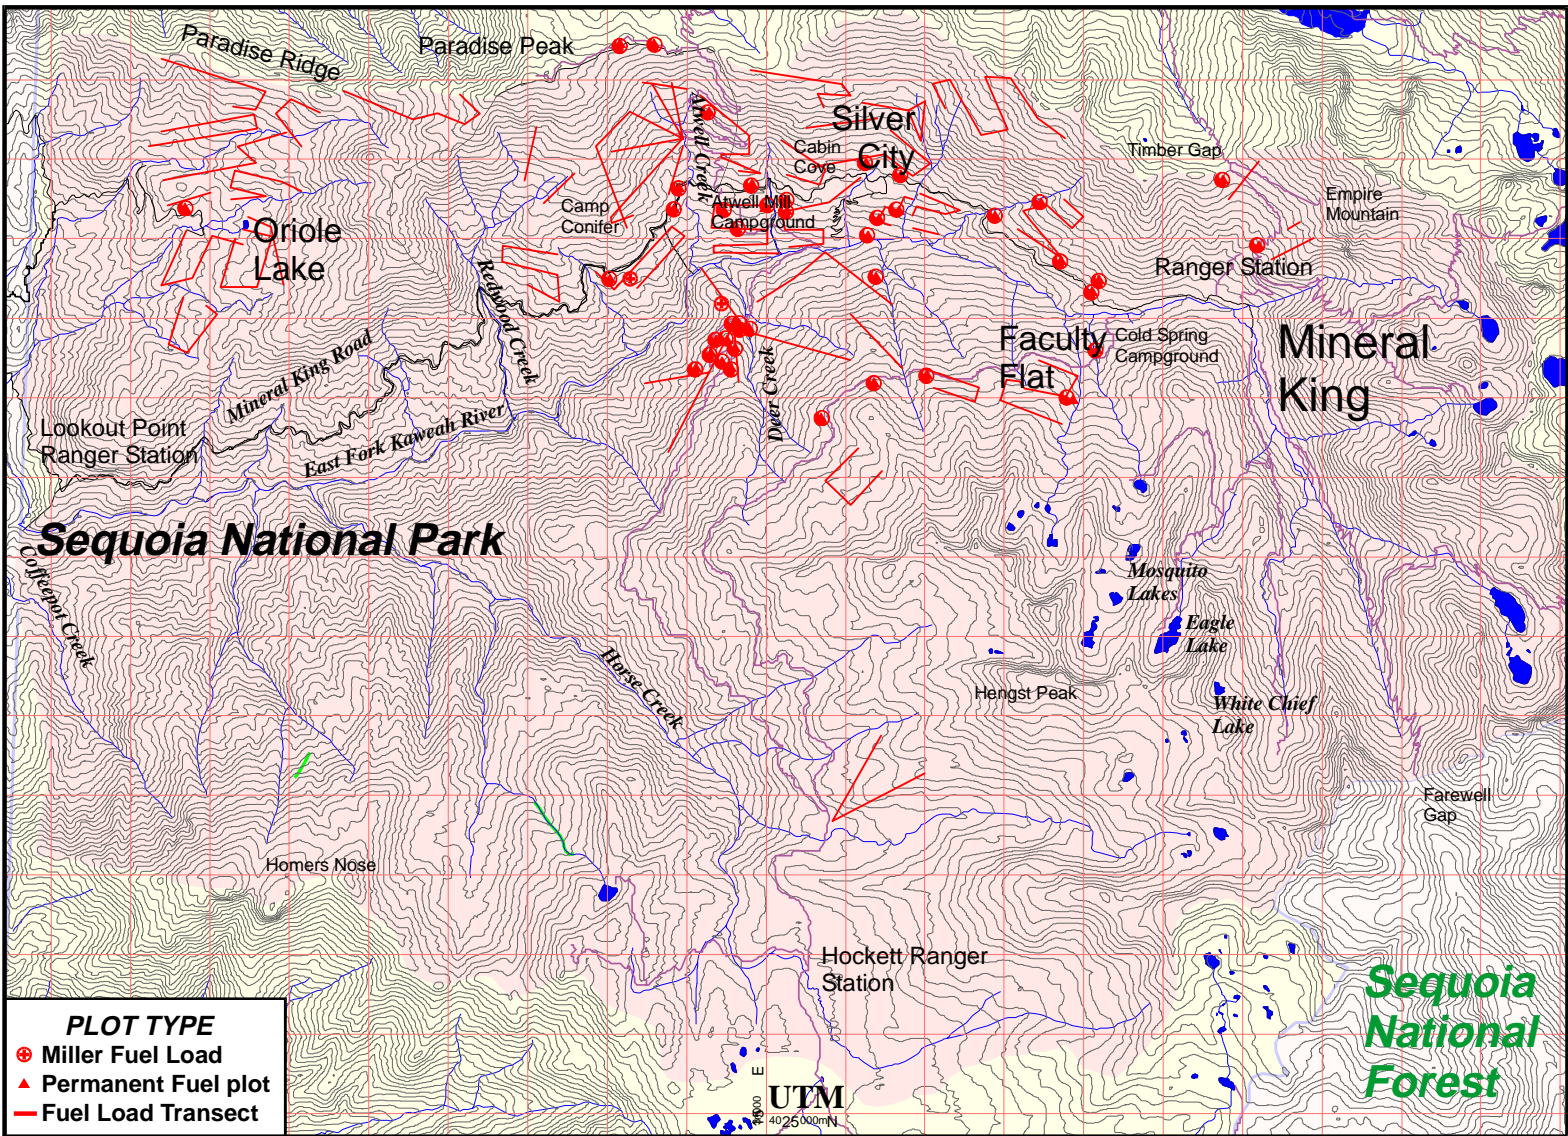 Paradise Ridge
Paradise Peak
Atwell Creek
Silver
City
Cabin
Cove
Timber Gap
Empire
Mountain
Camp
Conifer
Atwell Mill
Campground
Oriole
Lake
Ranger Station
Redwood Creek
Mineral King Road
Faculty
Flat
Cold Spring
Campground
Mineral
King
Deer Creek
Lookout Point
Ranger Station
East Fork Kaweah River
Sequoia National Park
Coffeepot Creek
Mosquito
Lakes
Eagle
Lake
Horse Creek
Hengst Peak
White Chief
Lake
Farewell
Gap
Homers Nose
Hockett Ranger
Station
Sequoia
National
Forest
PLOT TYPE
Miller Fuel Load
Permanent Fuel plot
Fuel Load Transect
E
UTM
4025000mN